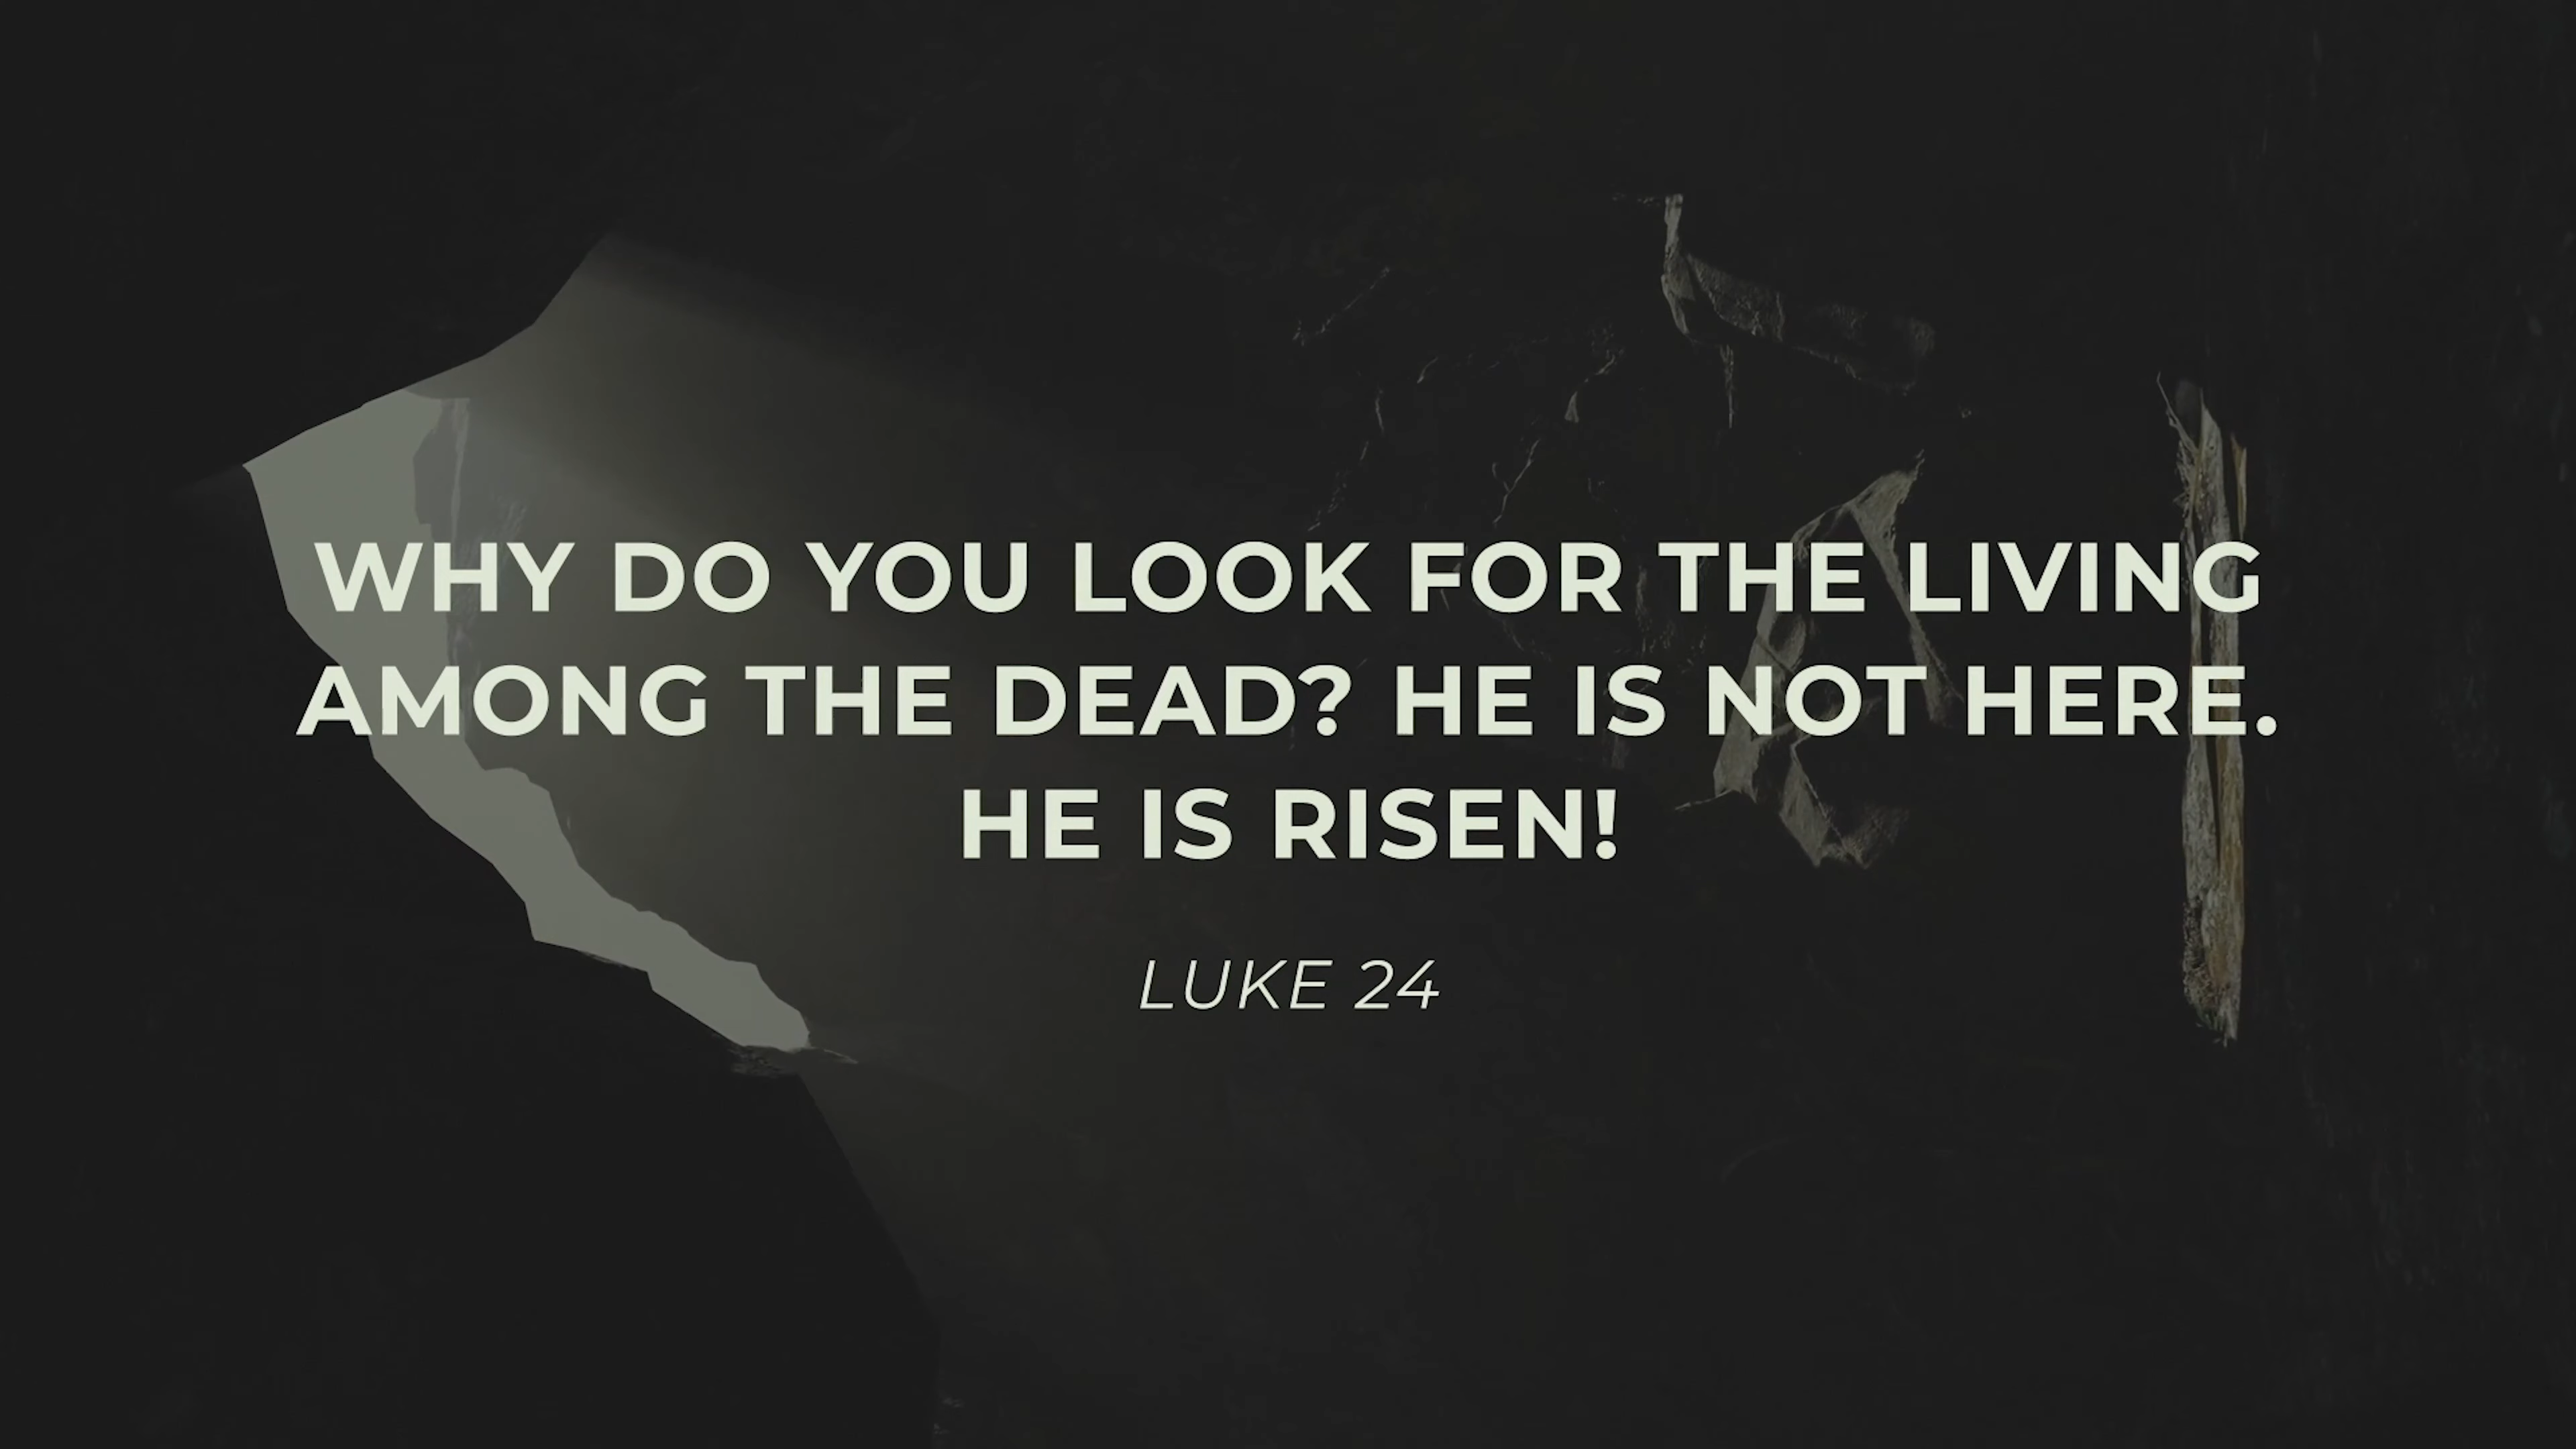 WHY DO YOU LOOK FOR THE LIVING
AMONG THE DEAD? HE IS NOT HERE.
HE IS RISEN!
LUKE 24